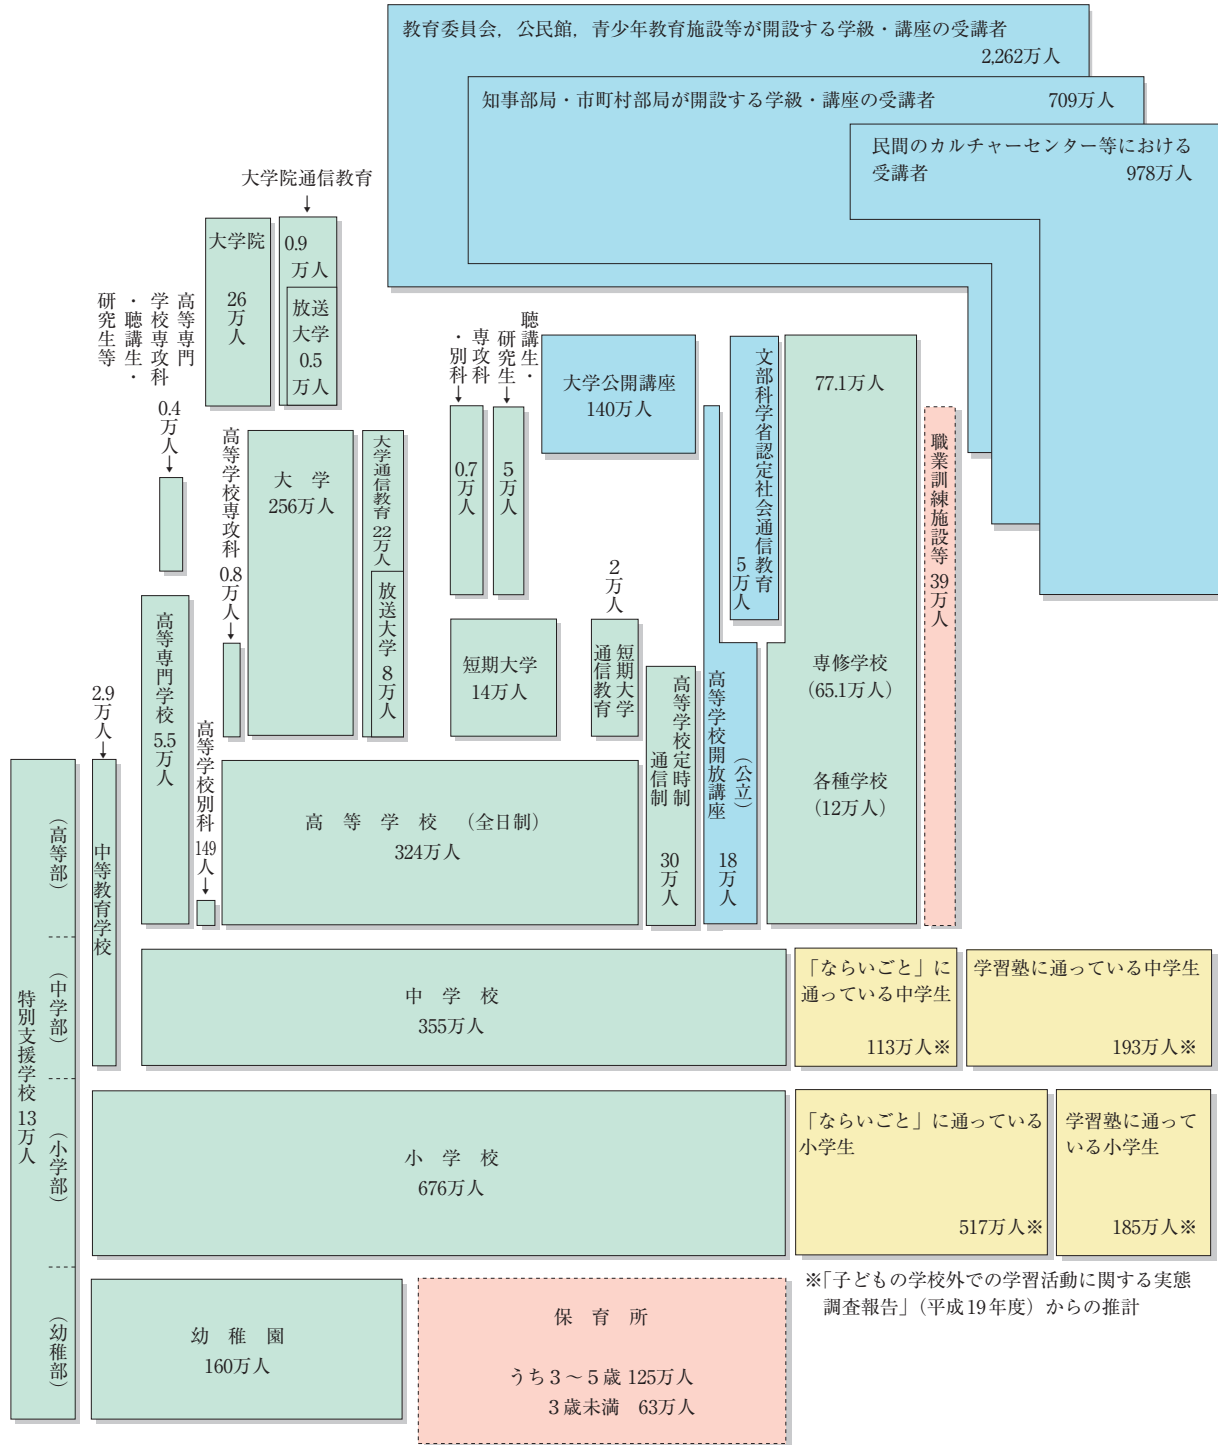 教育委員会，公民館，青少年教育施設等が開設する学級・講座の受講者
2,262万人
知事部局・市町村部局が開設する学級・講座の受講者 709万人
民間のカルチャーセンター等における
受講者 978万人
大学院通信教育
大学院
26万人
0.9
万人
放送
大学
0.5
万人
高等専門
学校専攻科
・聴講生・
研究生等
0.4万人
高等学校専攻科
0.8万人
大 学
256万人
大学通信教育 22万人
放送大学 8万人
専攻科
・別科
0.7万人
聴講生・
研究生
5万人
大学公開講座
140万人
文部科学省認定社会通信教育
5万人
77.1万人
専修学校
（65.1万人）
各種学校
（12万人）
職業訓練施設等 39万人
高等専門学校 5.5万人
短期大学
14万人
2万人
短期大学
通信教育
高等学校定時制
通信制
30万人
高等学校開放講座
（公立）
18万人
2.9万人
中等教育学校
高等学校別科
149人
高 等 学 校 （全日制）
324万人
特別支援学校 13万人
（高等部）
（中学部）
（小学部）
（幼稚部）
中 学 校
355万人
「ならいごと」に
通っている中学生
113万人※
学習塾に通っている中学生
193万人※
小 学 校
676万人
「ならいごと」に通っている
小学生
517万人※
学習塾に通って
いる小学生
185万人※
幼 稚 園
160万人
保 育 所
うち３～５歳 125万人
３歳未満 63万人
※「子どもの学校外での学習活動に関する実態
調査報告」（平成19年度）からの推計